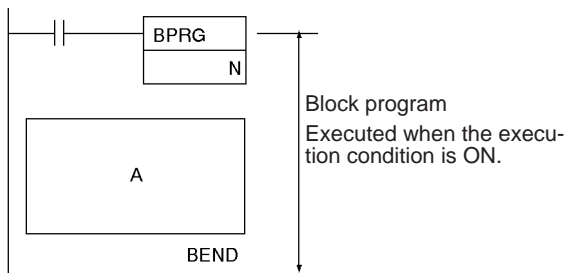 BPRG
N
Block program
Executed when the execu-
tion condition is ON.
A
BEND